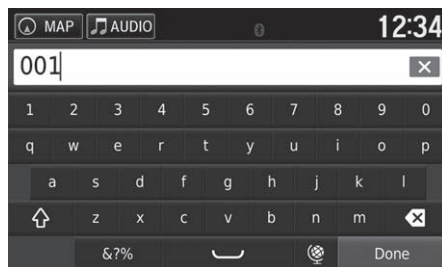 MAP AUDIO 12:34
001
1 2 3 4 5 6 7 8 9 0
q w e r t y u i o p
a s d f g h j k l
z x c v b n m
&?% Done